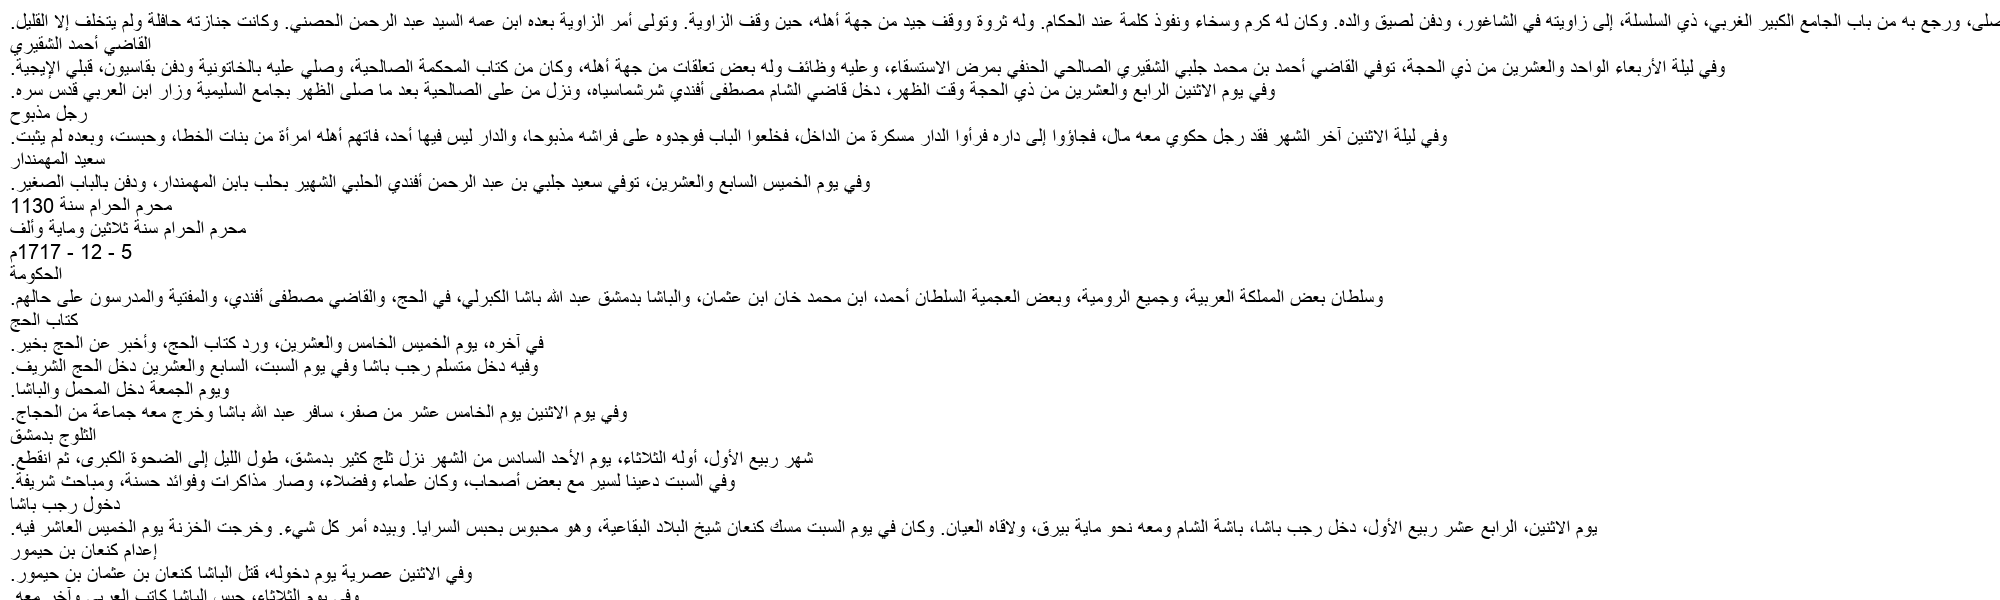 صلى، ورجع به من باب الجامع الكبير الغربي، ذي السلسلة، إلى زاويته في الشاغور، ودفن لصيق والده. وكان له كرم وسخاء ونفوذ كلمة عند الحكام. وله ثروة ووقف جيد من جهة أهله، حين وقف الزاوية. وتولى أمر الزاوية بعده ابن عمه السيد عبد الرحمن الحصني. وكانت جنازته حافلة ولم يتخلف إلا القليل.
القاضي أحمد الشقيري
وفي ليلة الأربعاء الواحد والعشرين من ذي الحجة، توفي القاضي أحمد بن محمد جلبي الشقيري الصالحي الحنفي بمرض الاستسقاء، وعليه وظائف وله بعض تعلقات من جهة أهله، وكان من كتاب المحكمة الصالحية، وصلي عليه بالخاتونية ودفن بقاسيون، قبلي الإيجية.
وفي يوم الاثنين الرابع والعشرين من ذي الحجة وقت الظهر، دخل قاضي الشام مصطفى أفندي شرشماسياه، ونزل من على الصالحية بعد ما صلى الظهر بجامع السليمية وزار ابن العربي قدس سره.
رجل مذبوح
وفي ليلة الاثنين آخر الشهر فقد رجل حكوي معه مال، فجاؤوا إلى داره فرأوا الدار مسكرة من الداخل، فخلعوا الباب فوجدوه على فراشه مذبوحا، والدار ليس فيها أحد، فاتهم أهله امرأة من بنات الخطا، وحبست، وبعده لم يثبت.
سعيد المهمندار
وفي يوم الخميس السابع والعشرين، توفي سعيد جلبي بن عبد الرحمن أفندي الحلبي الشهير بحلب بابن المهمندار، ودفن بالباب الصغير.
محرم الحرام سنة 1130
محرم الحرام سنة ثلاثين وماية وألف
5 - 12 - 1717م
الحكومة
وسلطان بعض المملكة العربية، وجميع الرومية، وبعض العجمية السلطان أحمد، ابن محمد خان ابن عثمان، والباشا بدمشق عبد الله باشا الكبرلي، في الحج، والقاضي مصطفى أفندي، والمفتية والمدرسون على حالهم.
كتاب الحج
في آخره، يوم الخميس الخامس والعشرين، ورد كتاب الحج، وأخبر عن الحج بخير.
وفيه دخل متسلم رجب باشا وفي يوم السبت، السابع والعشرين دخل الحج الشريف.
ويوم الجمعة دخل المحمل والباشا.
وفي يوم الاثنين يوم الخامس عشر من صفر، سافر عبد الله باشا وخرج معه جماعة من الحجاج.
الثلوج بدمشق
شهر ربيع الأول، أوله الثلاثاء، يوم الأحد السادس من الشهر نزل ثلج كثير بدمشق، طول الليل إلى الضحوة الكبرى، ثم انقطع.
وفي السبت دعينا لسير مع بعض أصحاب، وكان علماء وفضلاء، وصار مذاكرات وفوائد حسنة، ومباحث شريفة.
دخول رجب باشا
يوم الاثنين، الرابع عشر ربيع الأول، دخل رجب باشا، باشة الشام ومعه نحو ماية بيرق، ولاقاه العيان. وكان في يوم السبت مسك كنعان شيخ البلاد البقاعية، وهو محبوس بحبس السرايا. وبيده أمر كل شيء. وخرجت الخزنة يوم الخميس العاشر فيه.
إعدام كنعان بن حيمور
وفي الاثنين عصرية يوم دخوله، قتل الباشا كنعان بن عثمان بن حيمور.
وفي يوم الثلاثاء، حبس الباشا كاتب العربي وآخر معه.